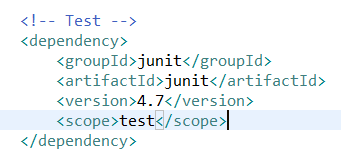 <!-- Test -->
<dependency>
<groupId>junit</groupId>
<artifactId>junit</artifactId>
<version>4.7</version>
<scope>test</scope>
</dependency>